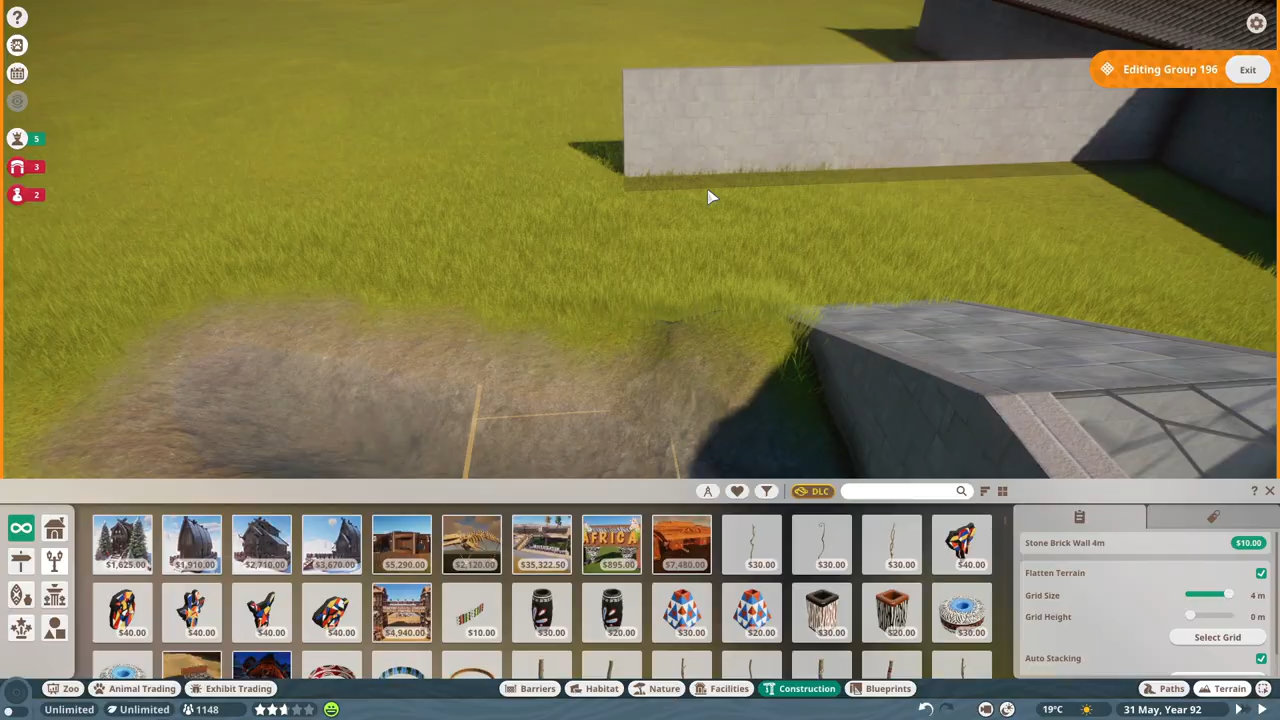 ?
Editing Group 196
Exit
5
3
2
DLC
? ✕
$1,625.00 $1,910.00 $2,710.00 $3,670.00 $5,290.00 $2,120.00 $35,322.50 $895.00 $7,480.00 $30.00 $30.00 $30.00 $40.00
AFRICA
$40.00 $40.00 $40.00 $40.00 $4,940.00 $10.00 $30.00 $20.00 $30.00 $20.00 $30.00 $20.00 $30.00
Stone Brick Wall 4m $10.00
Flatten Terrain
Grid Size 4 m
Grid Height 0 m
Select Grid
Auto Stacking
Zoo Animal Trading Exhibit Trading Barriers Habitat Nature Facilities Construction Blueprints Paths Terrain
Unlimited Unlimited 1148 19°C 31 May, Year 92